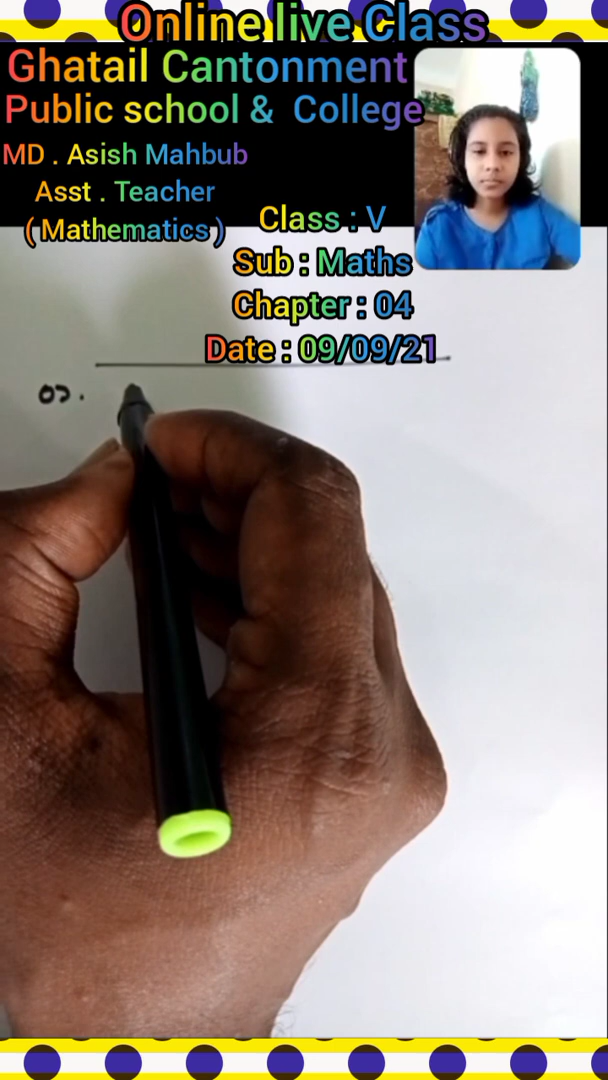 Online live Class
Ghatail Cantonment
Public school & College
MD . Asish Mahbub
Asst . Teacher
( Mathematics )
Class : V
Sub : Maths
Chapter : 04
Date : 09/09/21
০১.